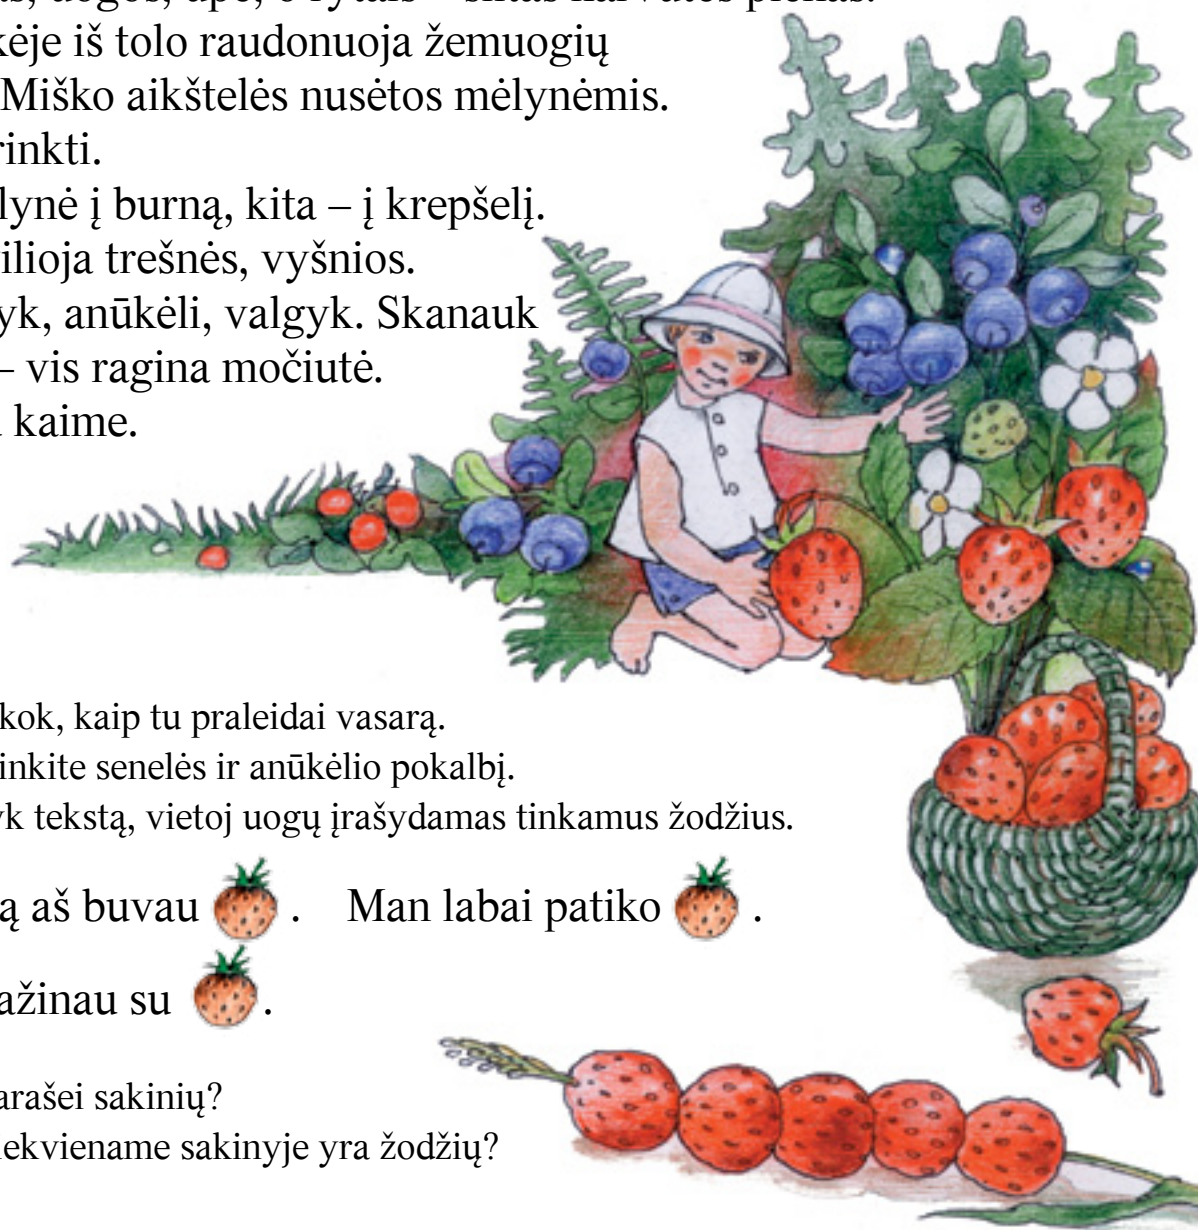 kėje iš tolo raudonuoja žemuogių
Miško aikštelės nusėtos mėlynėmis.
rinkti.
lynė į burną, kita – į krepšelį.
ilioja trešnės, vyšnios.
yk, anūkėli, valgyk. Skanauk
– vis ragina močiutė.
kaime.
kok, kaip tu praleidai vasarą.
inkite senelės ir anūkėlio pokalbį.
yk tekstą, vietoj uogų įrašydamas tinkamus žodžius.
ą aš buvau . Man labai patiko .
ažinau su .
arašei sakinių?
iekviename sakinyje yra žodžių?